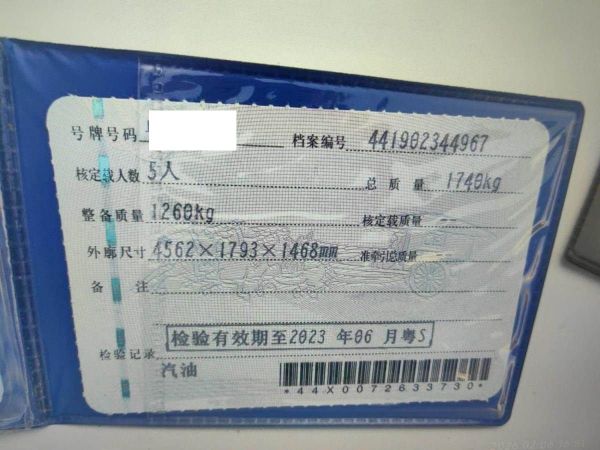 号牌号码 档案编号 441902344967
核定载人数 5人 总质量 1740kg
整备质量 1260kg 核定载质量 --
外廓尺寸 4562×1793×1468mm 准牵引总质量 --
备注
检验有效期至2023 年06 月粤S
检验记录
汽油
*44X0072633730*